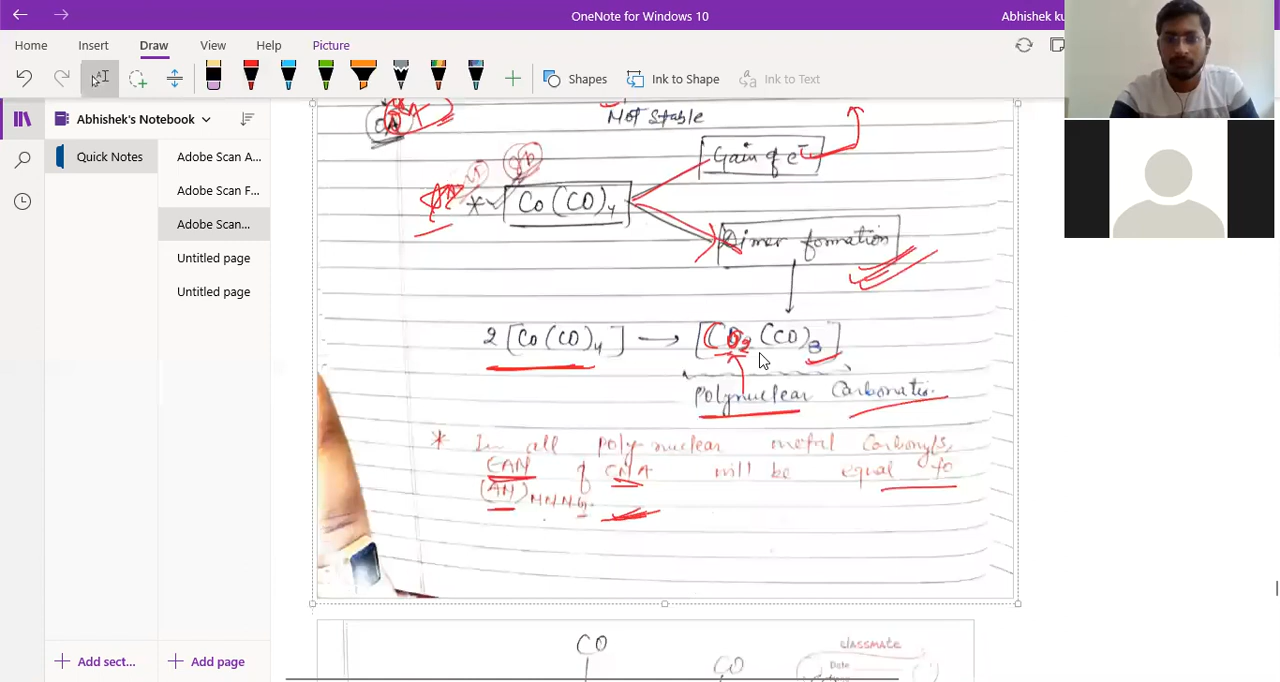 OneNote for Windows 10
Abhishek ku
Home Insert Draw View Help Picture
Shapes Ink to Shape Ink to Text
Abhishek's Notebook
Quick Notes
Adobe Scan A...
Adobe Scan F...
Adobe Scan...
Untitled page
Untitled page
Add sect...
Add page
Not Stable
Gain of e⁻
* Co(CO)4
Dimer formation
2 [Co(CO)4] → [CO2 (CO)8]
polynuclear
* In all poly nuclear metal Carbonyls,
EAN of CMA will be equal to
(AN)
CO
CO
classmate
Date